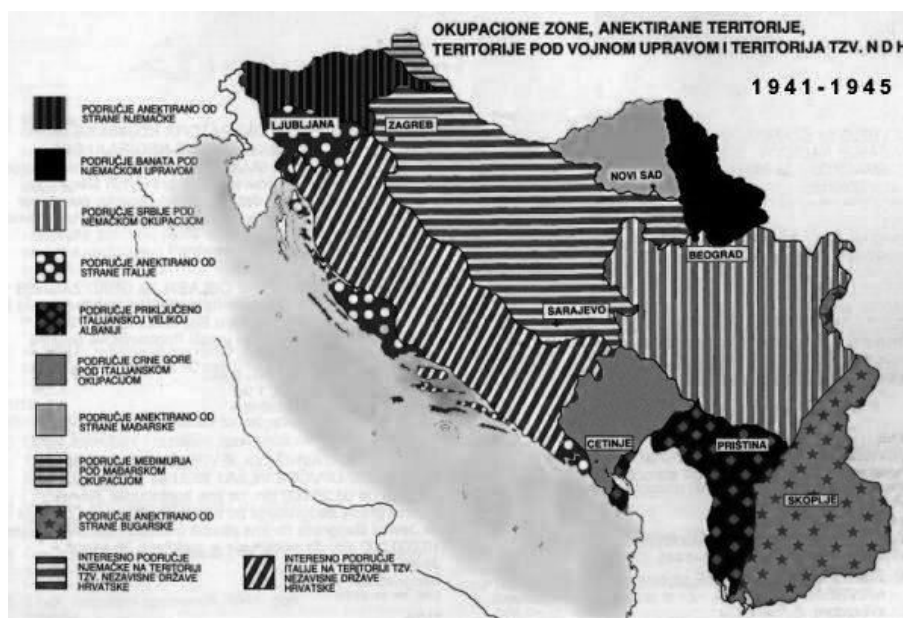 OKUPACIONE ZONE, ANEKTIRANE TERITORIJE,
TERITORIJE POD VOJNOM UPRAVOM I TERITORIJA TZV. N D H
1941-1945
PODRUČJE ANEKTIRANO OD
STRANE NJEMAČKE
PODRUČJE BANATA POD
NJEMAČKOM UPRAVOM
PODRUČJE SRBIJE POD
NEMAČKOM OKUPACIJOM
PODRUČJE ANEKTIRANO OD
STRANE ITALIJE
PODRUČJE PRIKLJUČENO
ITALIJANSKOJ VELIKOJ
ALBANIJI
PODRUČJE CRNE GORE
POD ITALIJANSKOM
OKUPACIJOM
PODRUČJE ANEKTIRANO OD
STRANE MAĐARSKE
PODRUČJE MEĐIMURJA
POD MAĐARSKOM
OKUPACIJOM
PODRUČJE ANEKTIRANO OD
STRANE BUGARSKE
INTERESNO PODRUČJE
NJEMAČKE NA TERITORIJI
TZV. NEZAVISNE DRŽAVE
HRVATSKE
INTERESNO PODRUČJE
ITALIJE NA TERITORIJI TZV.
NEZAVISNE DRŽAVE
HRVATSKE
LJUBLJANA
ZAGREB
NOVI SAD
BEOGRAD
SARAJEVO
CETINJE
PRIŠTINA
SKOPLJE